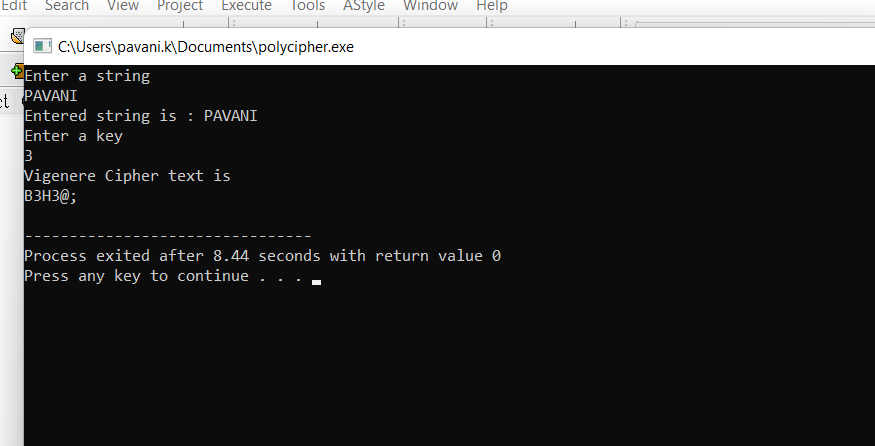 Edit Search View Project Execute Tools AStyle Window Help
C:\Users\pavani.k\Documents\polycipher.exe
ct
Enter a string
PAVANI
Entered string is : PAVANI
Enter a key
3
Vigenere Cipher text is
B3H3@;
--------------------------------
Process exited after 8.44 seconds with return value 0
Press any key to continue . . .